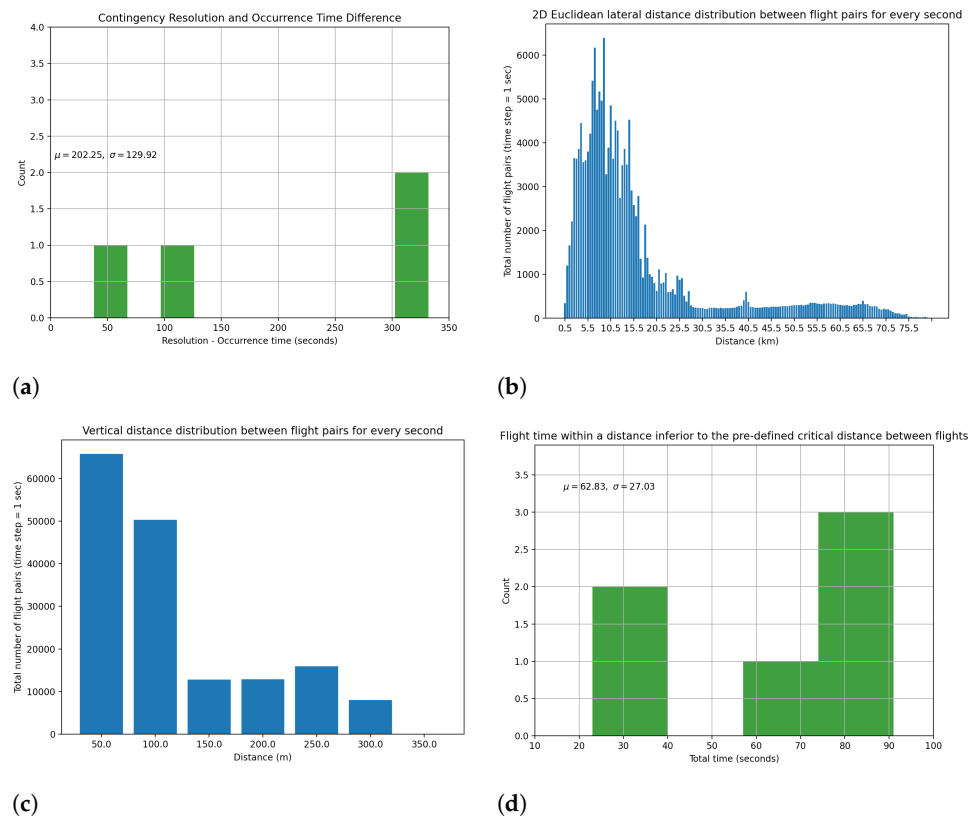 Contingency Resolution and Occurrence Time Difference
4.0
3.5
3.0
2.5
2.0
1.5
1.0
0.5
0.0
Count
μ = 202.25, σ = 129.92
0 50 100 150 200 250 300 350
Resolution - Occurrence time (seconds)
(a)
2D Euclidean lateral distance distribution between flight pairs for every second
6000
5000
4000
3000
2000
1000
0
Total number of flight pairs (time step = 1 sec)
0.5 5.5 10.5 15.5 20.5 25.5 30.5 35.5 40.5 45.5 50.5 55.5 60.5 65.5 70.5 75.5
Distance (km)
(b)
Vertical distance distribution between flight pairs for every second
60000
50000
40000
30000
20000
10000
0
Total number of flight pairs (time step = 1 sec)
50.0 100.0 150.0 200.0 250.0 300.0 350.0
Distance (m)
(c)
Flight time within a distance inferior to the pre-defined critical distance between flights
3.5
3.0
2.5
2.0
1.5
1.0
0.5
0.0
Count
μ = 62.83, σ = 27.03
10 20 30 40 50 60 70 80 90 100
Total time (seconds)
(d)